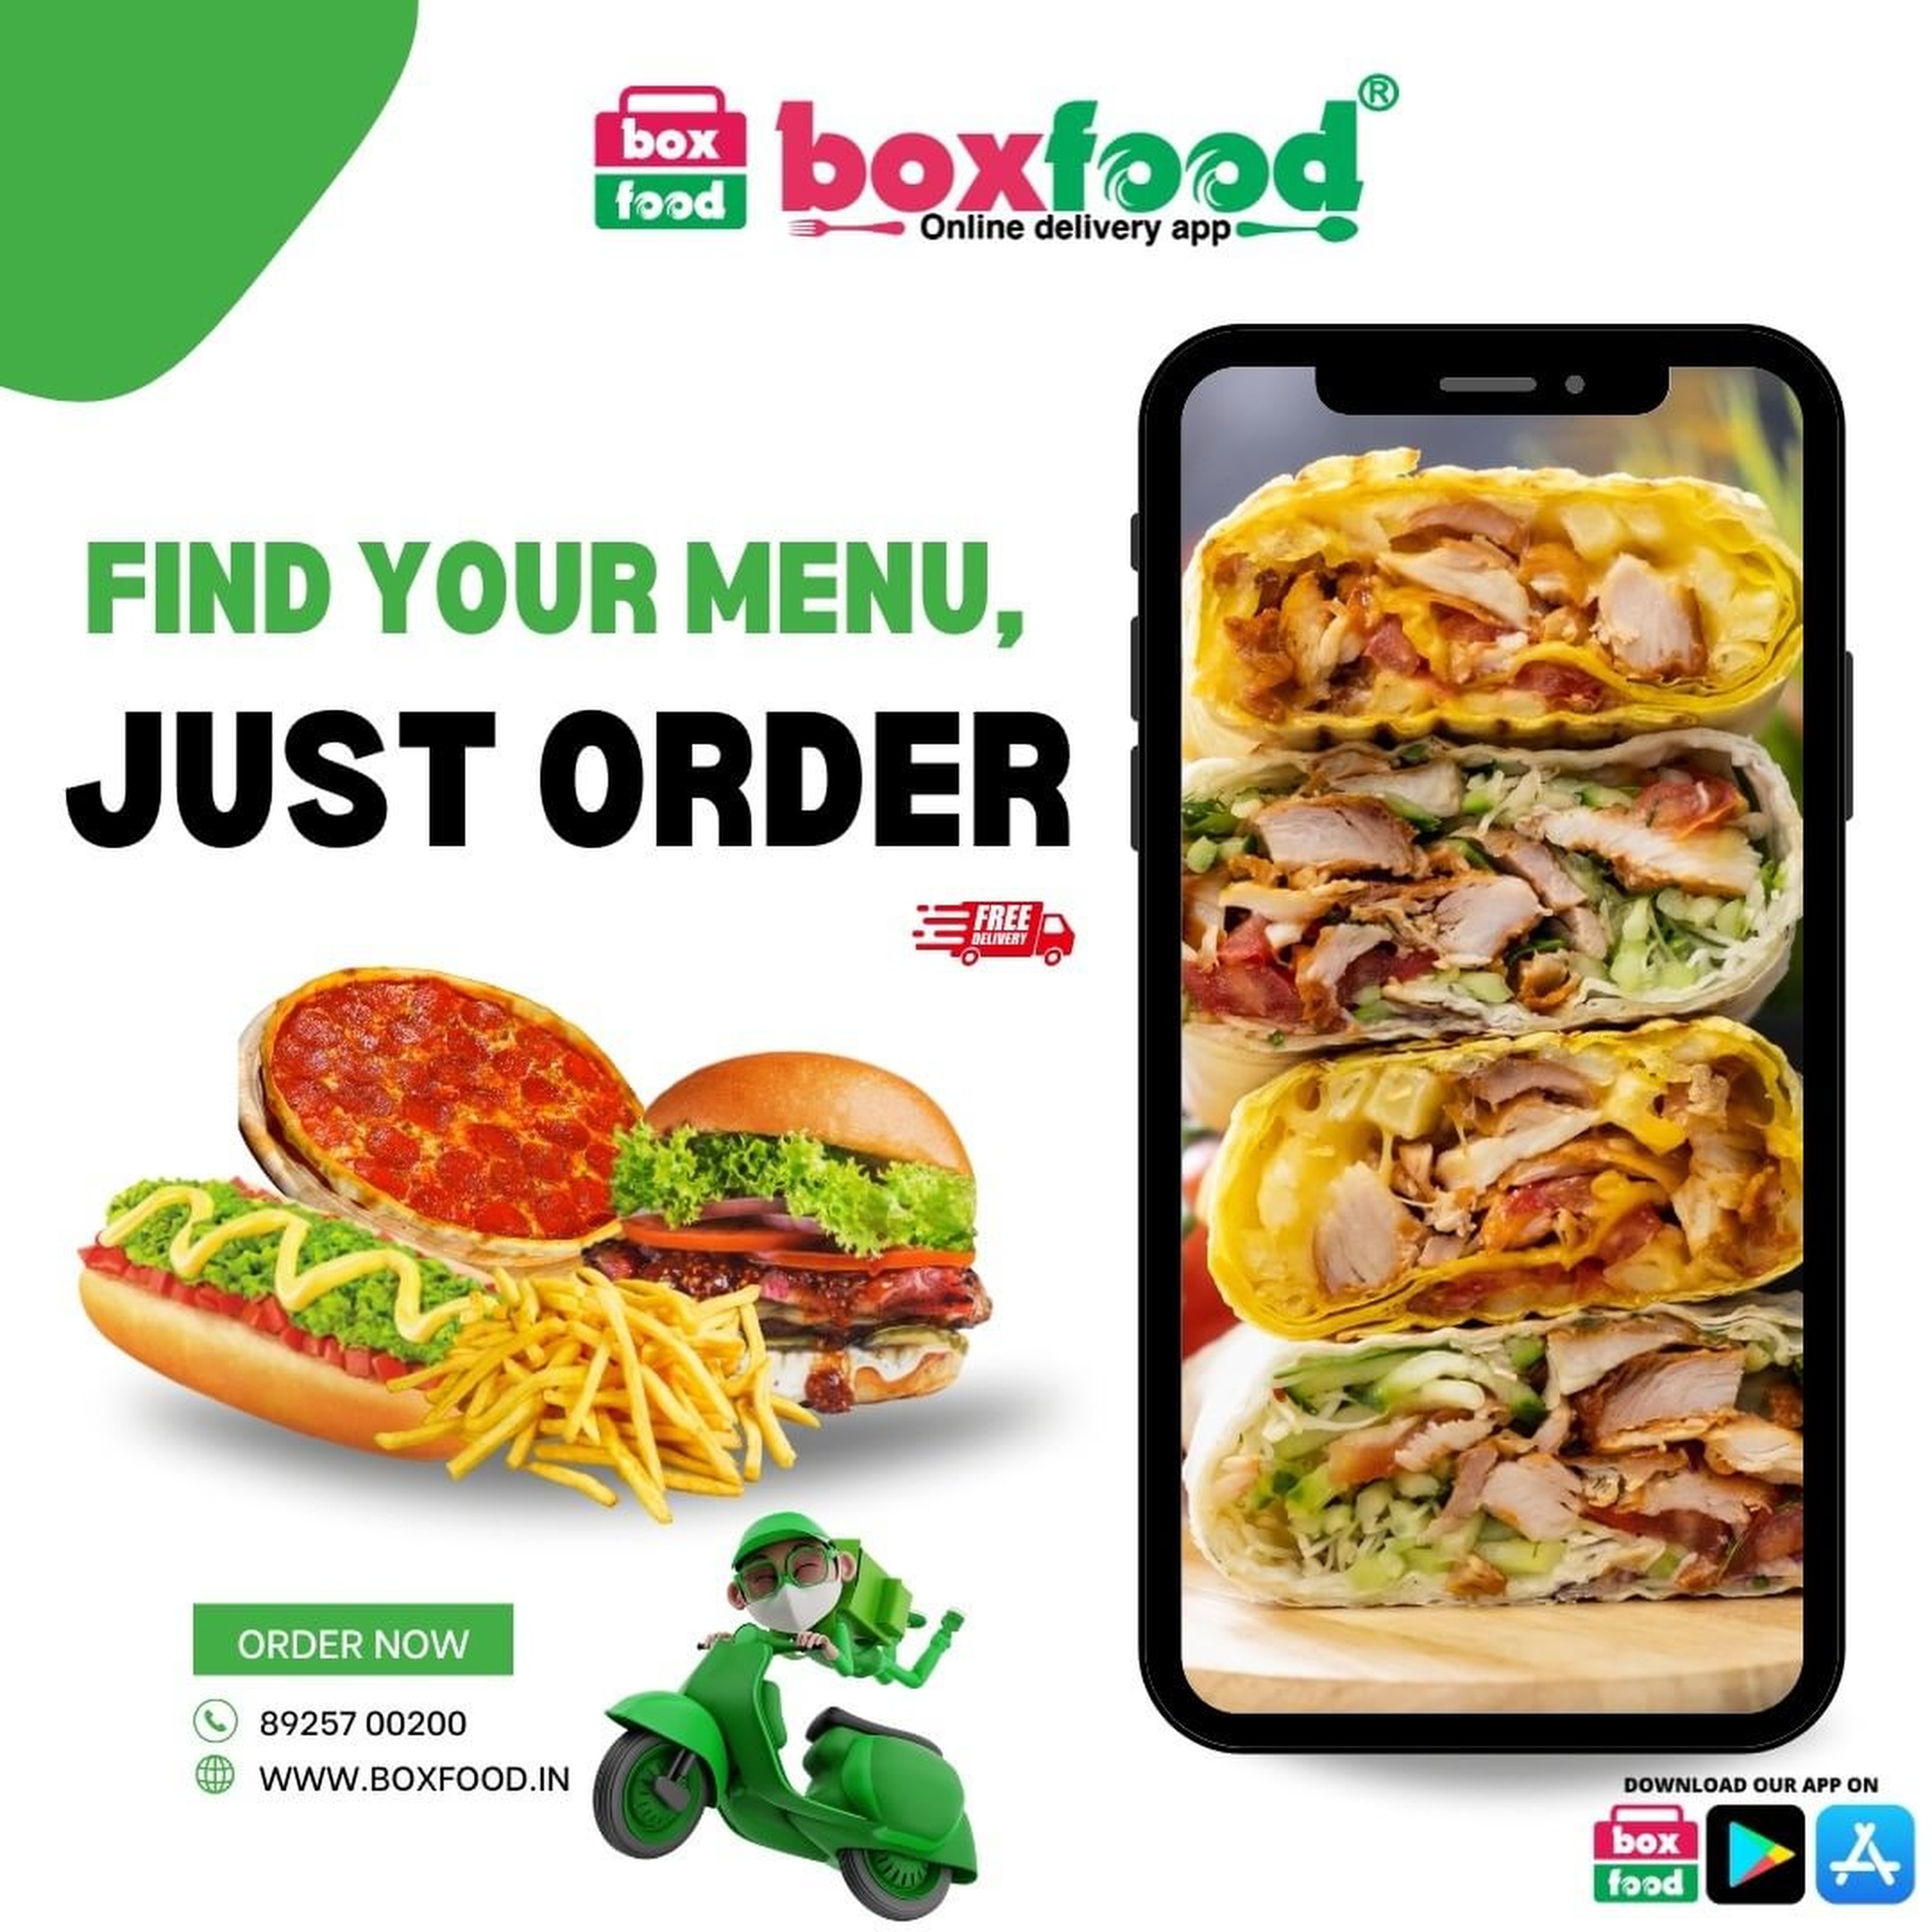 box
food
boxfood®
Online delivery app
FIND YOUR MENU,
JUST ORDER
FREE
DELIVERY
ORDER NOW
89257 00200
WWW.BOXFOOD.IN
DOWNLOAD OUR APP ON
box
food